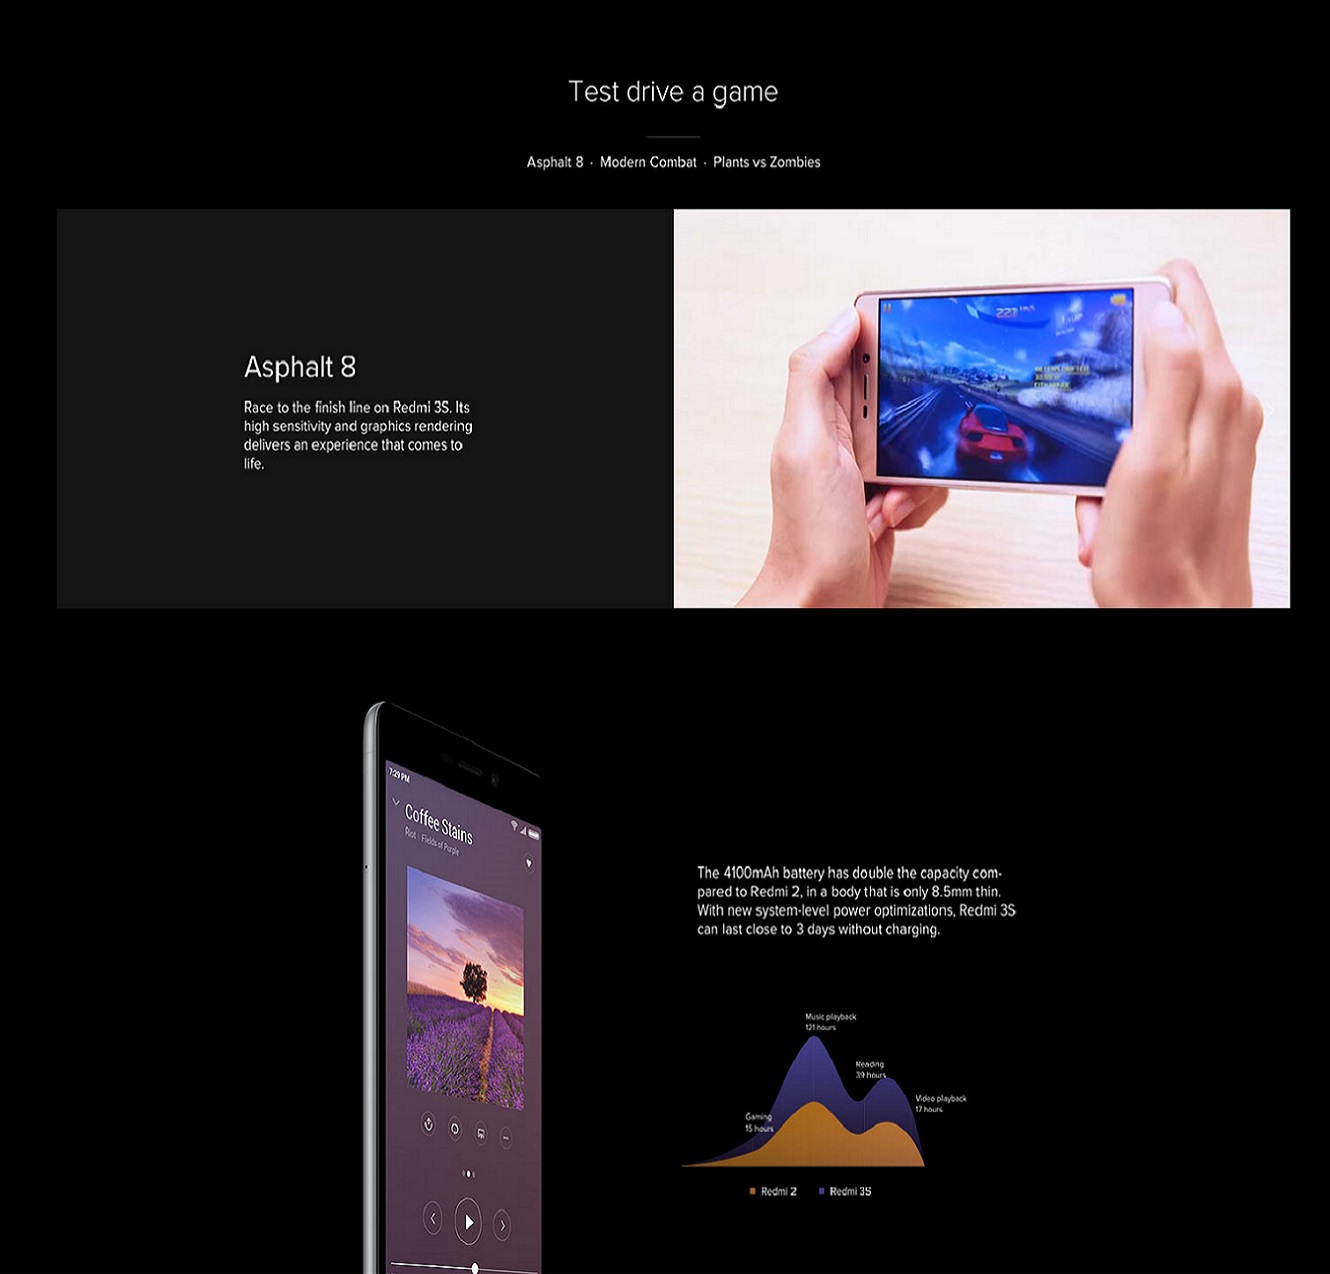 Test drive a game
Asphalt 8 · Modern Combat · Plants vs Zombies
Asphalt 8
Race to the finish line on Redmi 3S. Its
high sensitivity and graphics rendering
delivers an experience that comes to
life.
221
7:29 PM
Coffee Stains
Riot | Fields of Purple
The 4100mAh battery has double the capacity com-
pared to Redmi 2, in a body that is only 8.5mm thin.
With new system-level power optimizations, Redmi 3S
can last close to 3 days without charging.
Music playback
121 hours
Reading
39 hours
Video playback
17 hours
Gaming
15 hours
Redmi 2
Redmi 3S